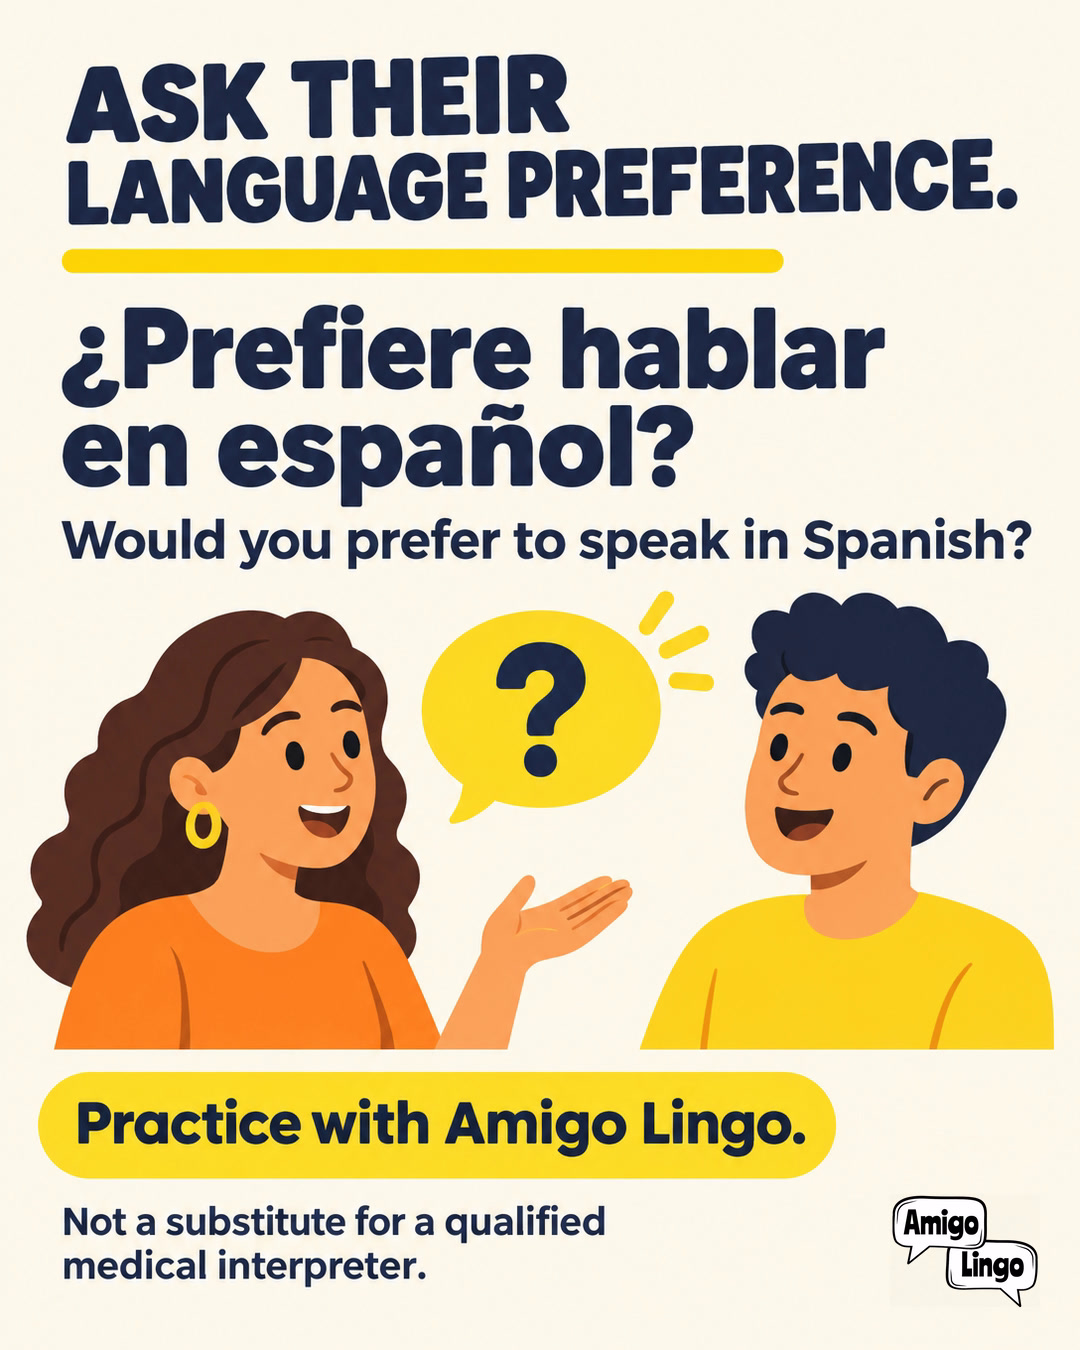 ASK THEIR
LANGUAGE PREFERENCE.
¿Prefiere hablar
en español?
Would you prefer to speak in Spanish?
?
Practice with Amigo Lingo.
Not a substitute for a qualified
medical interpreter.
Amigo
Lingo